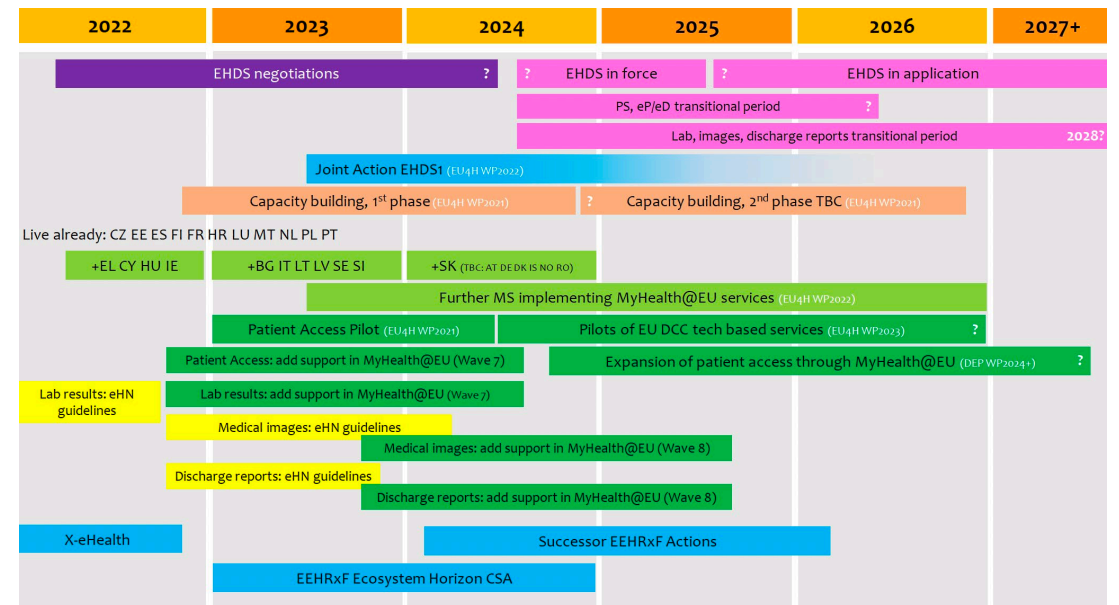 2022 2023 2024 2025 2026 2027+
EHDS negotiations ? ? EHDS in force ? EHDS in application
PS, eP/eD transitional period ?
Lab, images, discharge reports transitional period 2028?
Joint Action EHDS1 (EU4H WP2022)
Capacity building, 1st phase (EU4H WP2021) ? Capacity building, 2nd phase TBC (EU4H WP2021)
Live already: CZ EE ES FI FR HR LU MT NL PL PT
+EL CY HU IE +BG IT LT LV SE SI +SK (TBC: AT DE DK IS NO RO)
Further MS implementing MyHealth@EU services (EU4H WP2022)
Patient Access Pilot (EU4H WP2021) Pilots of EU DCC tech based services (EU4H WP2023) ?
Patient Access: add support in MyHealth@EU (Wave 7) Expansion of patient access through MyHealth@EU (DEP WP2024+) ?
Lab results: eHN
guidelines
Lab results: add support in MyHealth@EU (Wave 7)
Medical images: eHN guidelines
Medical images: add support in MyHealth@EU (Wave 8)
Discharge reports: eHN guidelines
Discharge reports: add support in MyHealth@EU (Wave 8)
X-eHealth Successor EEHRxF Actions
EEHRxF Ecosystem Horizon CSA